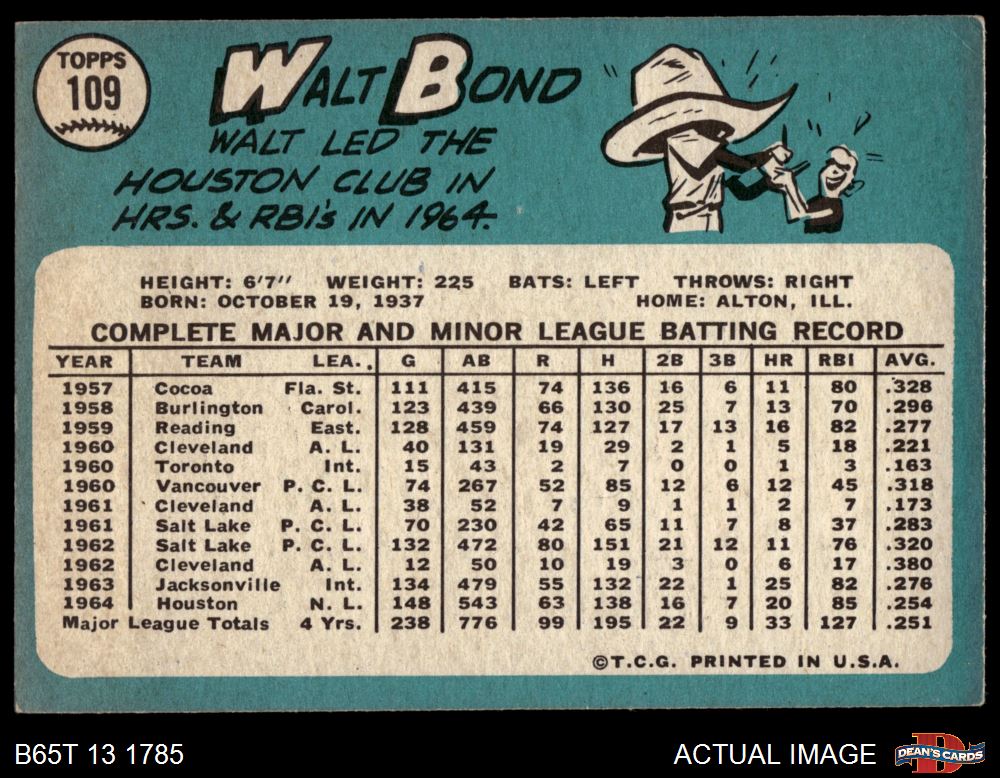 TOPPS
109
WALT BOND
WALT LED THE
HOUSTON CLUB IN
HRS. & RBI's IN 1964.
HEIGHT: 6'7" WEIGHT: 225 BATS: LEFT THROWS: RIGHT
BORN: OCTOBER 19, 1937 HOME: ALTON, ILL.
COMPLETE MAJOR AND MINOR LEAGUE BATTING RECORD
YEAR TEAM LEA. G AB R H 2B 3B HR RBI AVG.
1957 Cocoa Fla. St. 111 415 74 136 16 6 11 80 .328
1958 Burlington Carol. 123 439 66 130 25 7 13 70 .296
1959 Reading East. 128 459 74 127 17 13 16 82 .277
1960 Cleveland A. L. 40 131 19 29 2 1 5 18 .221
1960 Toronto Int. 15 43 2 7 0 0 1 3 .163
1960 Vancouver P. C. L. 74 267 52 85 12 6 12 45 .318
1961 Cleveland A. L. 38 52 7 9 1 1 2 7 .173
1961 Salt Lake P. C. L. 70 230 42 65 11 7 8 37 .283
1962 Salt Lake P. C. L. 132 472 80 151 21 12 11 76 .320
1962 Cleveland A. L. 12 50 10 19 3 0 6 17 .380
1963 Jacksonville Int. 134 479 55 132 22 1 25 82 .276
1964 Houston N. L. 148 543 63 138 16 7 20 85 .254
Major League Totals 4 Yrs. 238 776 99 195 22 9 33 127 .251
©T.C.G. PRINTED IN U.S.A.
B65T 13 1785 ACTUAL IMAGE D DEAN'S CARDS